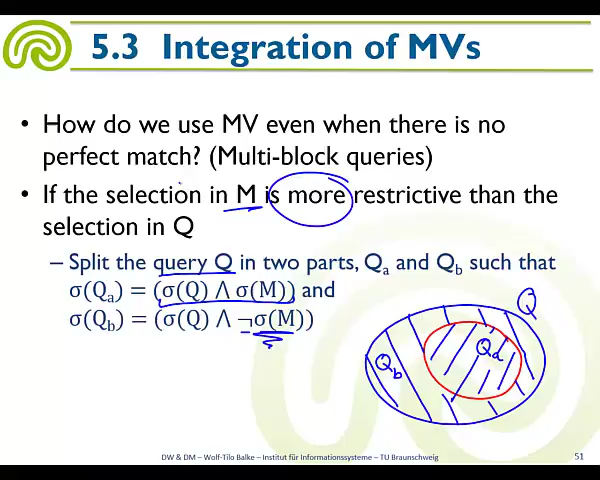 5.3 Integration of MVs
• How do we use MV even when there is no
perfect match? (Multi-block queries)
• If the selection in M is more restrictive than the
selection in Q
– Split the query Q in two parts, Qa and Qb such that
σ(Qa) = (σ(Q) ⋀ σ(M)) and
σ(Qb) = (σ(Q) ⋀ ¬σ(M))
Q
Qa
Qb
DW & DM – Wolf-Tilo Balke – Institut für Informationssysteme – TU Braunschweig
51